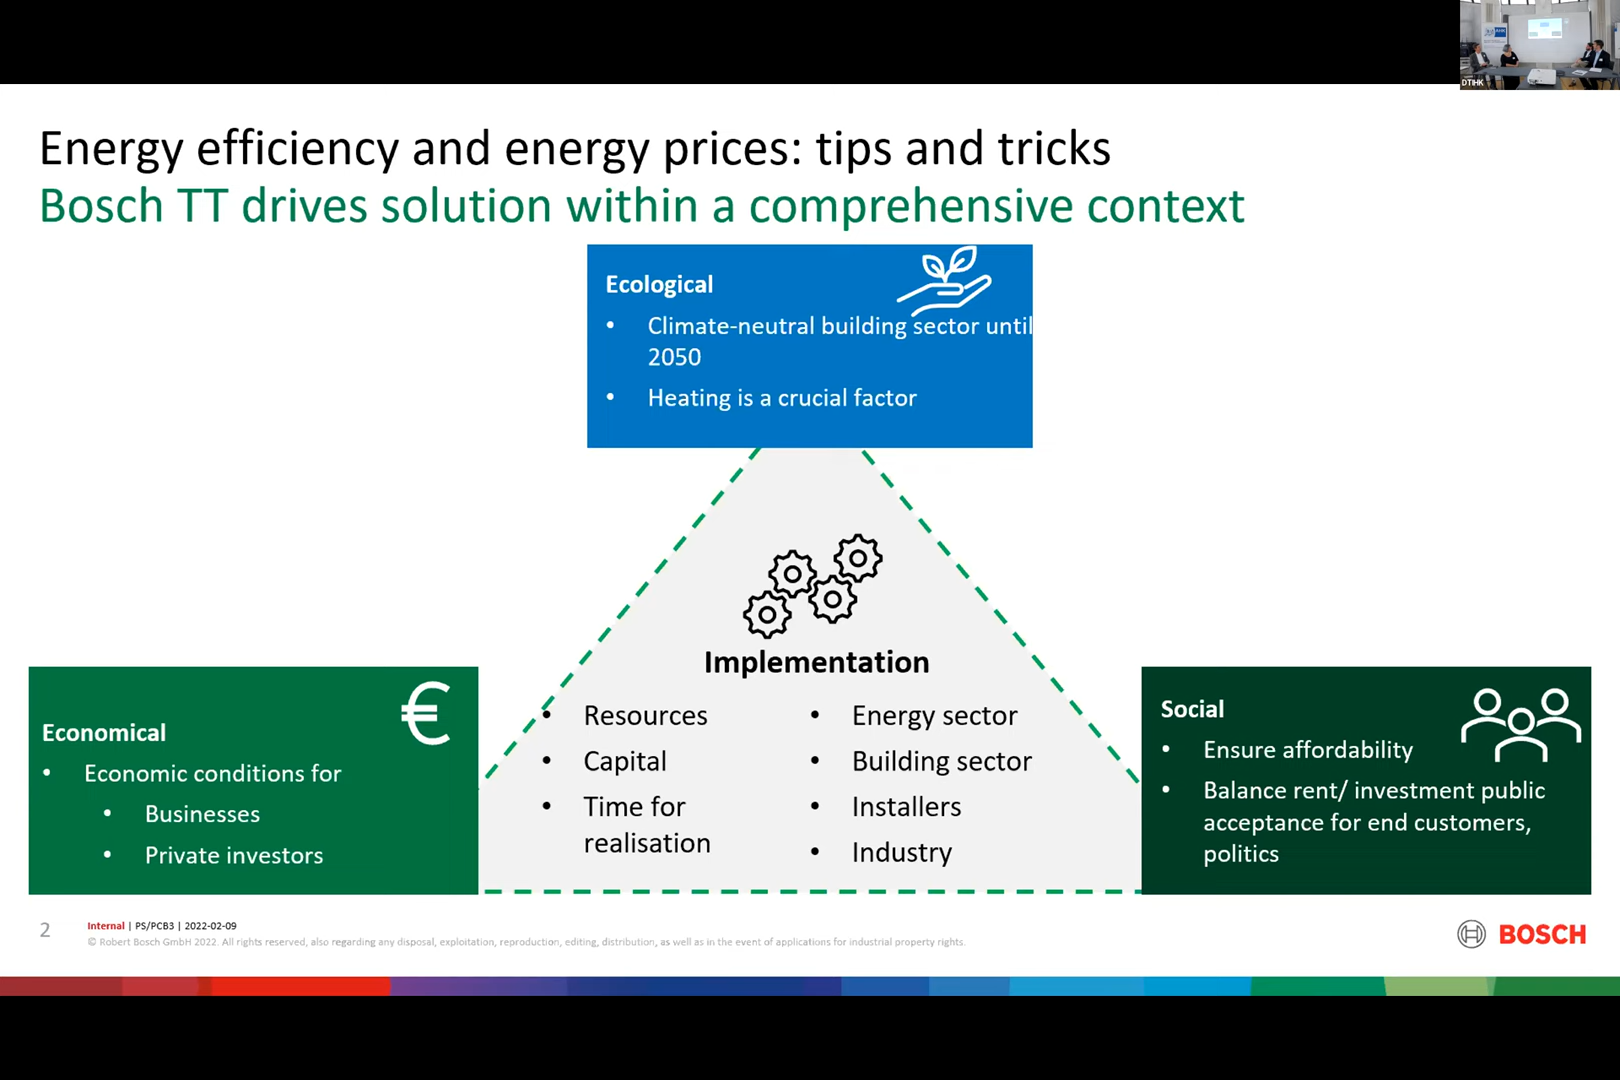 DTIHK
Energy efficiency and energy prices: tips and tricks
Bosch TT drives solution within a comprehensive context
Ecological
• Climate-neutral building sector until
2050
• Heating is a crucial factor
Implementation
• Resources
• Capital
• Time for
realisation
• Energy sector
• Building sector
• Installers
• Industry
€
Economical
• Economic conditions for
• Businesses
• Private investors
Social
• Ensure affordability
• Balance rent/ investment public
acceptance for end customers,
politics
2
Internal | PS/PCB3 | 2022-02-09
© Robert Bosch GmbH 2022. All rights reserved, also regarding any disposal, exploitation, reproduction, editing, distribution, as well as in the event of applications for industrial property rights.
BOSCH